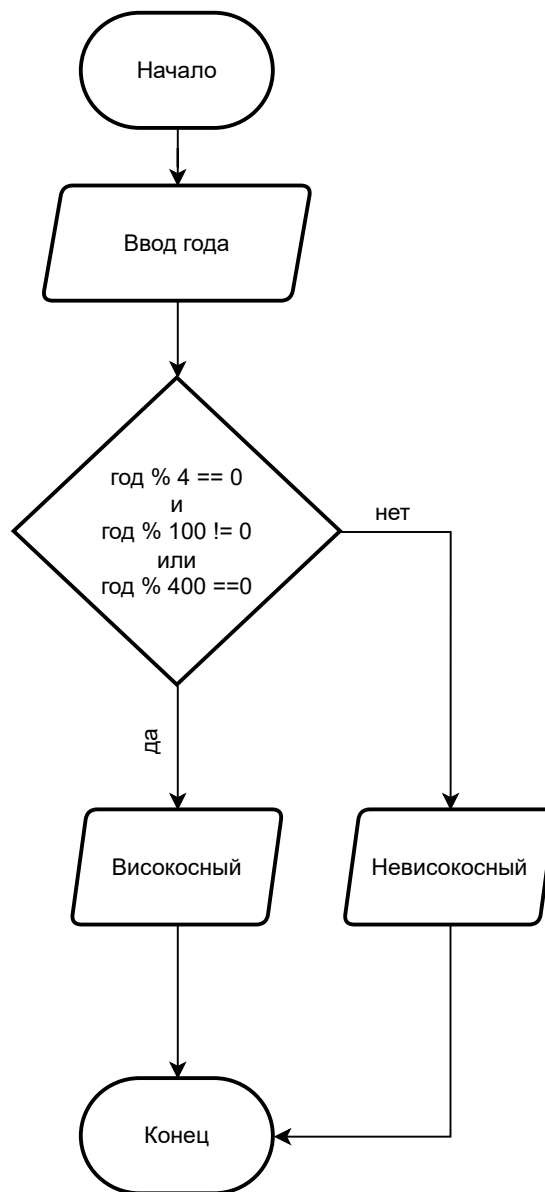 Начало
Ввод года
год % 4 == 0
и
год % 100 != 0
или
год % 400 ==0
нет
да
Високосный
Невисокосный
Конец